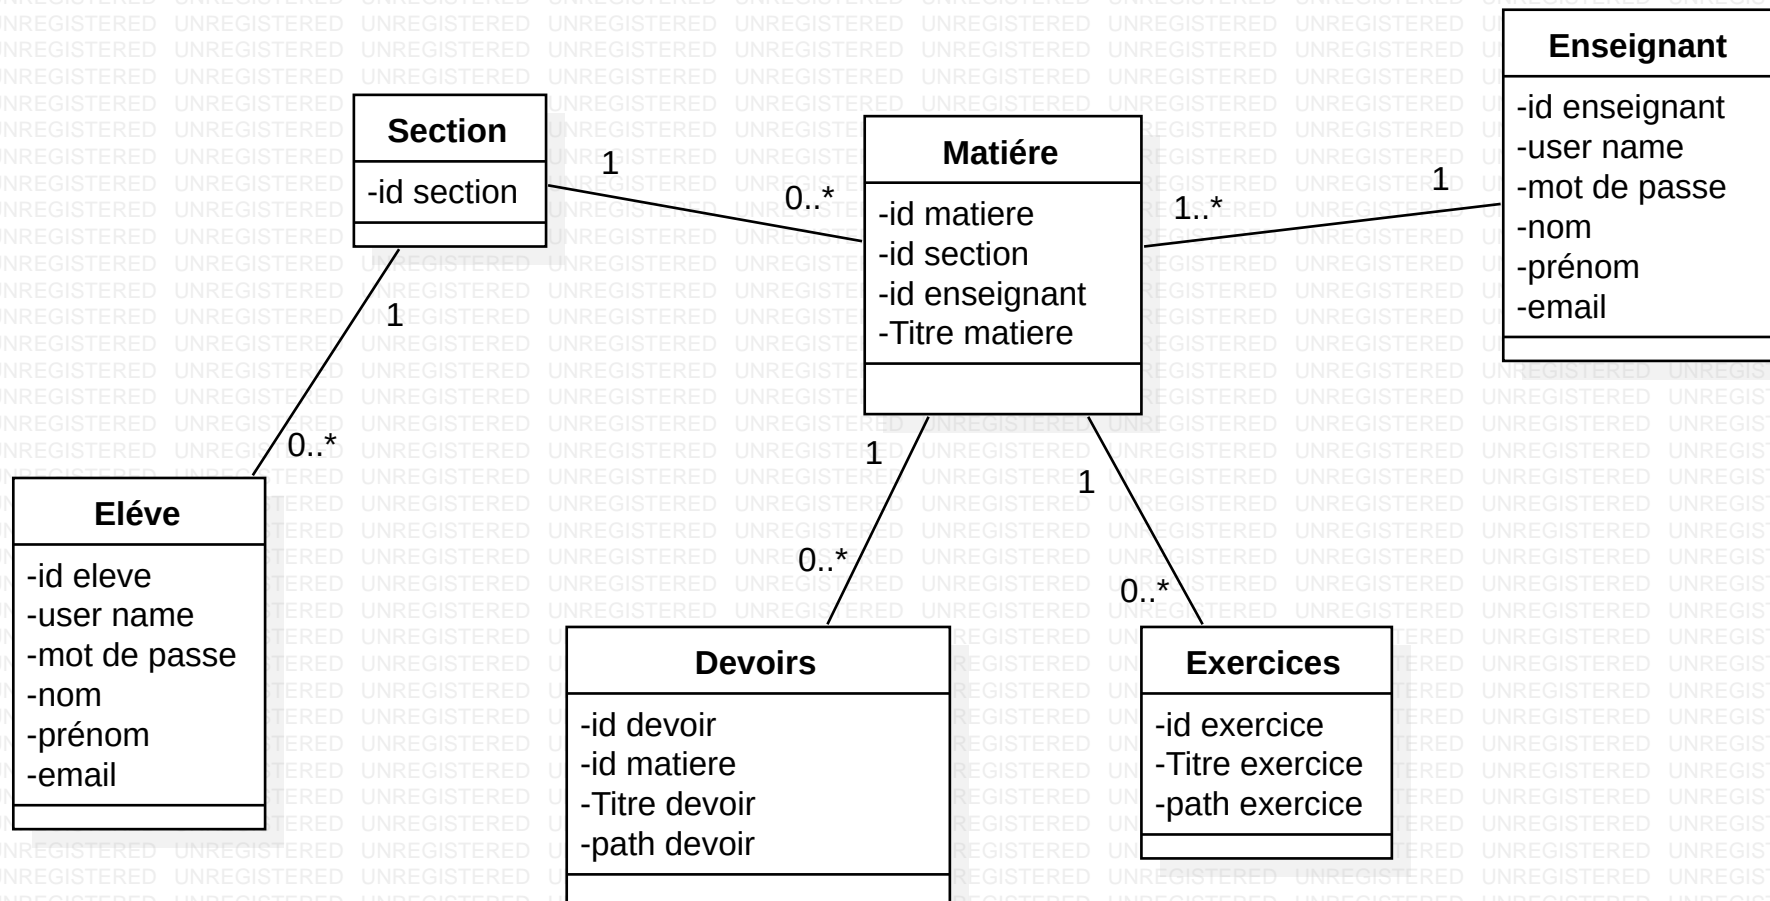 Enseignant
-id enseignant
-user name
-mot de passe
-nom
-prénom
-email
Section
-id section
1
0..*
Matiére
-id matiere
-id section
-id enseignant
-Titre matiere
1..*
1
1
0..*
Eléve
-id eleve
-user name
-mot de passe
-nom
-prénom
-email
1
0..*
1
0..*
Devoirs
-id devoir
-id matiere
-Titre devoir
-path devoir
Exercices
-id exercice
-Titre exercice
-path exercice
UNREGISTERED